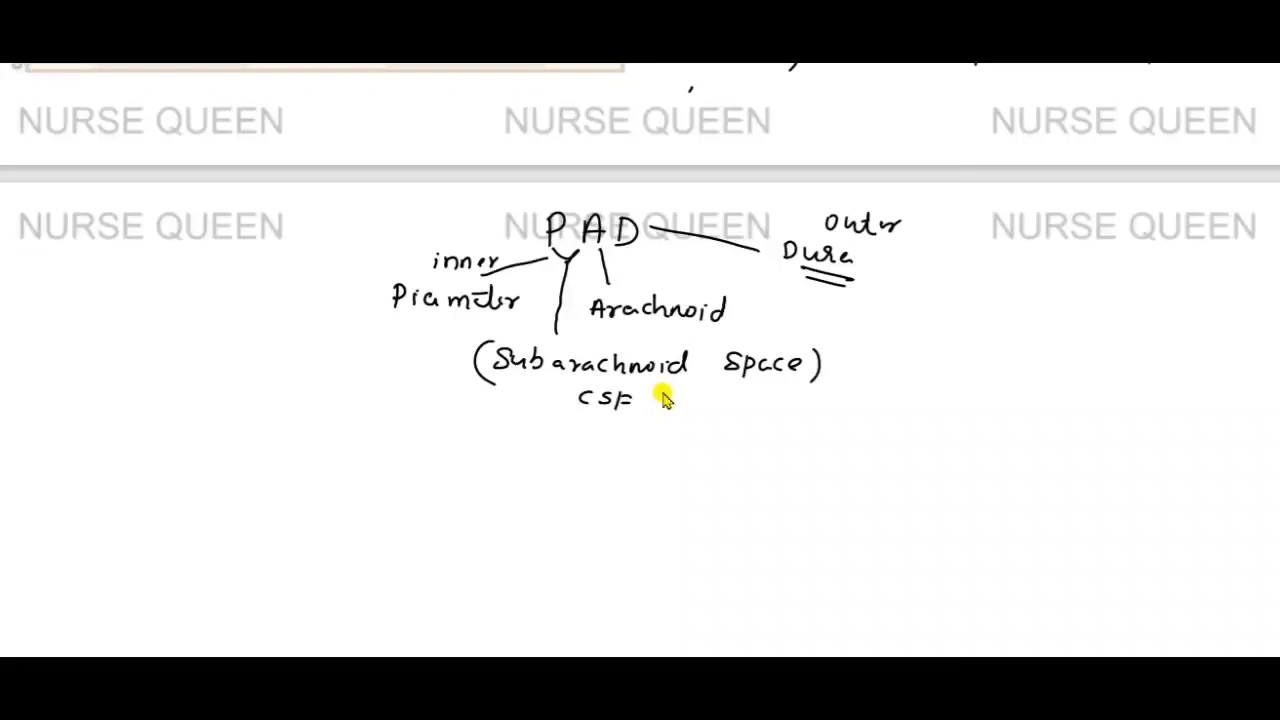 NURSE QUEEN NURSE QUEEN NURSE QUEEN
NURSE QUEEN NURSE QUEEN NURSE QUEEN
PAD
outer
Dura
inner
Piamater
Arachnoid
(Subarachnoid space)
CSF